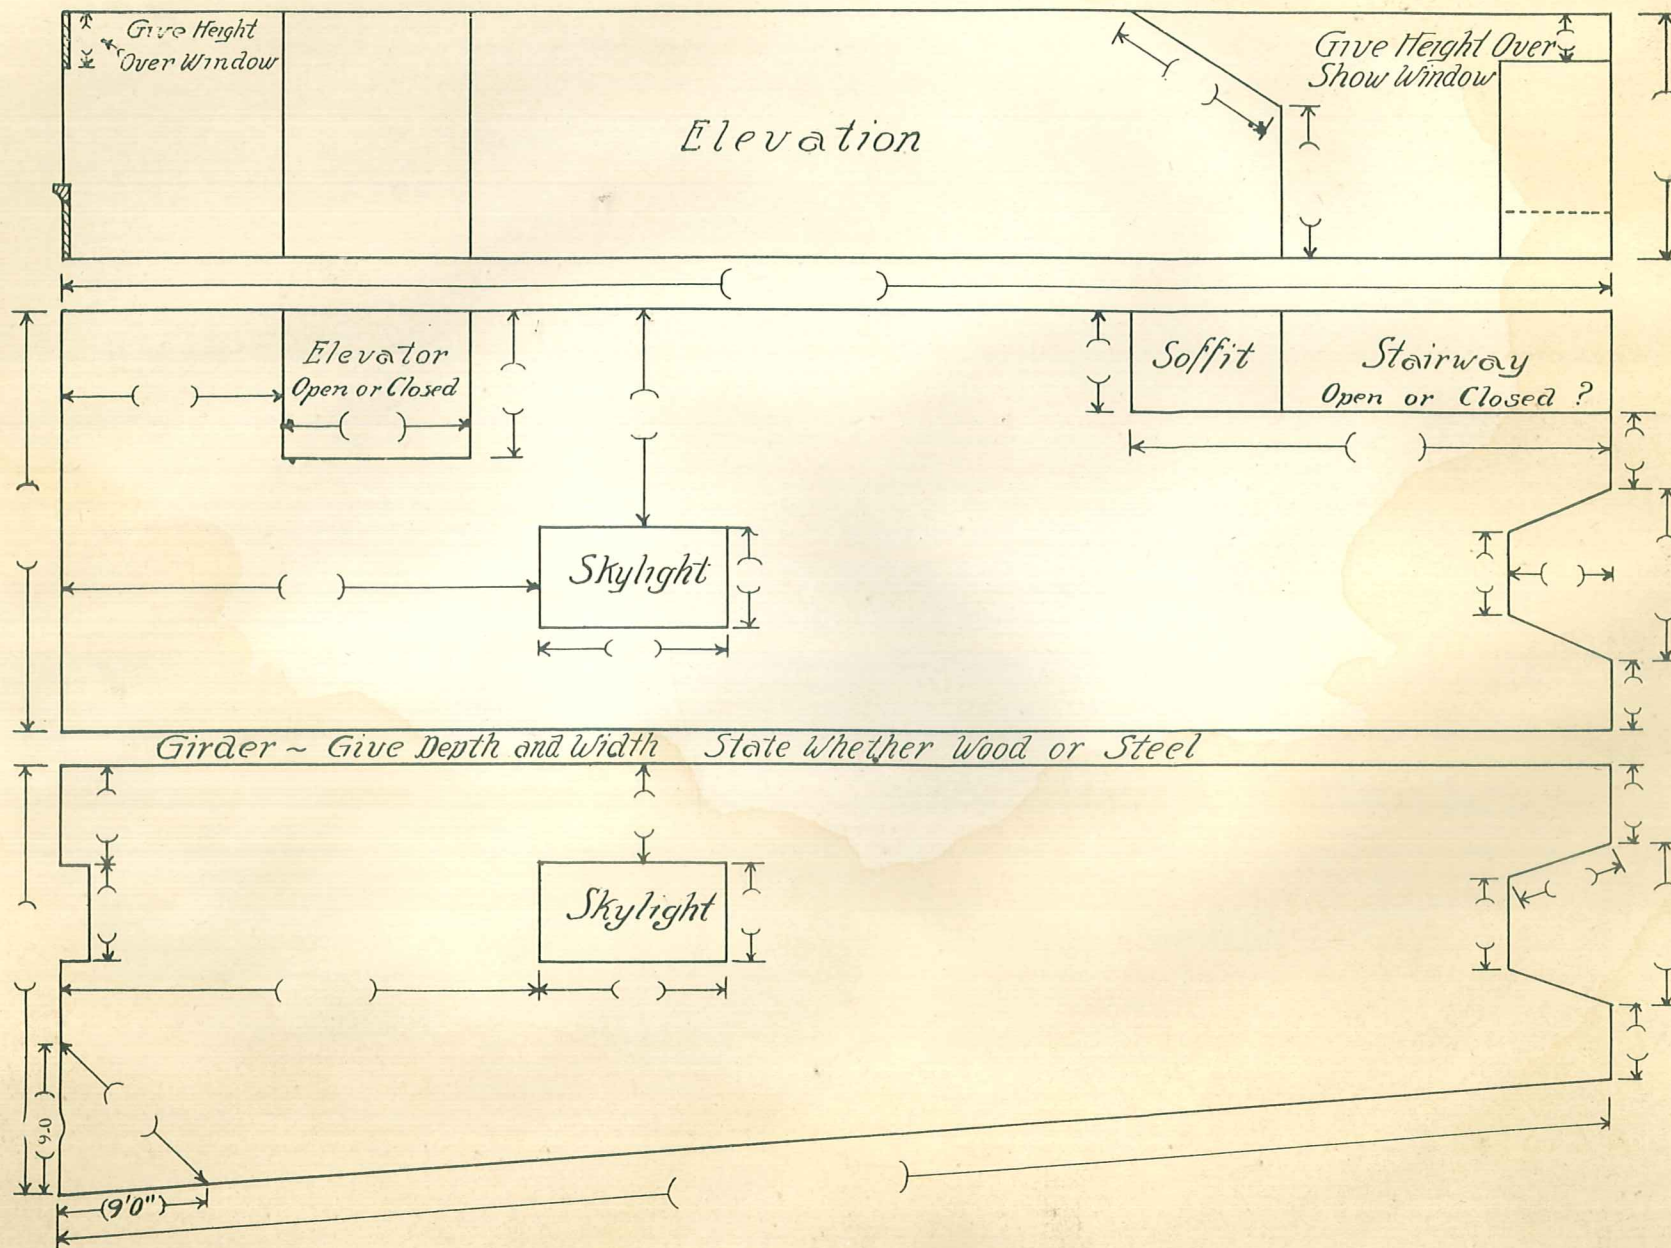 Give Height
Over Window
Elevation
Give Height Over
Show Window
Elevator
Open or Closed
Soffit
Stairway
Open or Closed ?
Skylight
Girder ~ Give Depth and Width State Whether Wood or Steel
Skylight
(9-0)
(9'0")